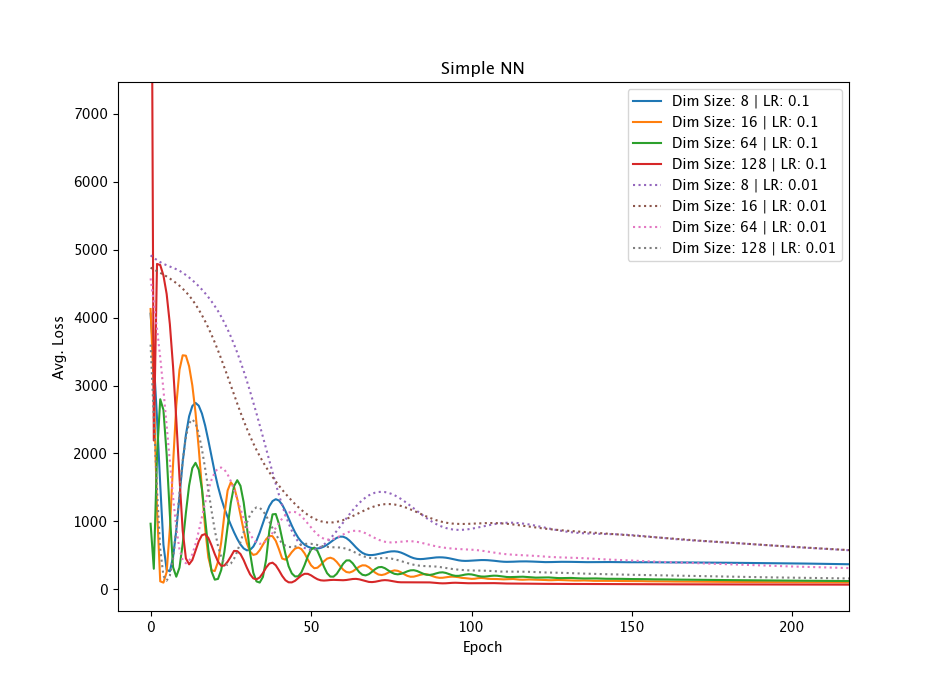 Simple NN
Dim Size: 8 | LR: 0.1
Dim Size: 16 | LR: 0.1
Dim Size: 64 | LR: 0.1
Dim Size: 128 | LR: 0.1
Dim Size: 8 | LR: 0.01
Dim Size: 16 | LR: 0.01
Dim Size: 64 | LR: 0.01
Dim Size: 128 | LR: 0.01
Avg. Loss
7000
6000
5000
4000
3000
2000
1000
0
0 50 100 150 200
Epoch